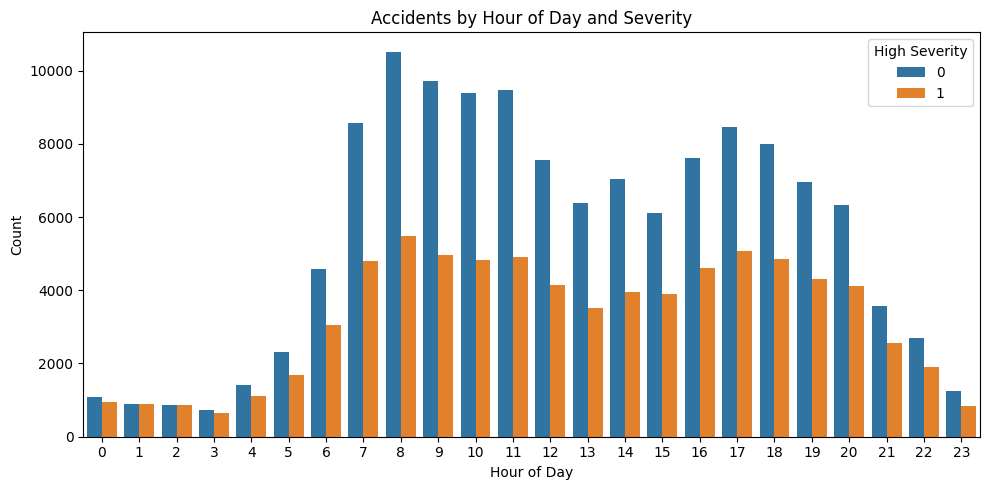 Accidents by Hour of Day and Severity
High Severity
0
1
10000
8000
6000
4000
2000
0
Count
0 1 2 3 4 5 6 7 8 9 10 11 12 13 14 15 16 17 18 19 20 21 22 23
Hour of Day